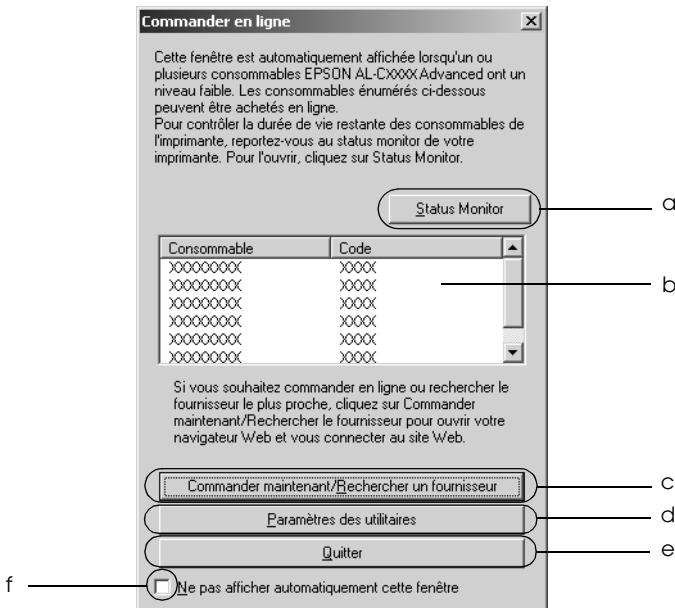 Commander en ligne
Cette fenêtre est automatiquement affichée lorsqu'un ou
plusieurs consommables EPSON AL-CXXXX Advanced ont un
niveau faible. Les consommables énumérés ci-dessous
peuvent être achetés en ligne.
Pour contrôler la durée de vie restante des consommables de
l'imprimante, reportez-vous au status monitor de votre
imprimante. Pour l'ouvrir, cliquez sur Status Monitor.
Status Monitor
a
Consommable Code
XXXXXXXX XXXX
XXXXXXXX XXXX
XXXXXXXX XXXX
XXXXXXXX XXXX
XXXXXXXX XXXX
XXXXXXXX XXXX
b
Si vous souhaitez commander en ligne ou rechercher le
fournisseur le plus proche, cliquez sur Commander
maintenant/Rechercher le fournisseur pour ouvrir votre
navigateur Web et vous connecter au site Web.
Commander maintenant/Rechercher un fournisseur
c
Paramètres des utilitaires
d
Quitter
e
f
Ne pas afficher automatiquement cette fenêtre